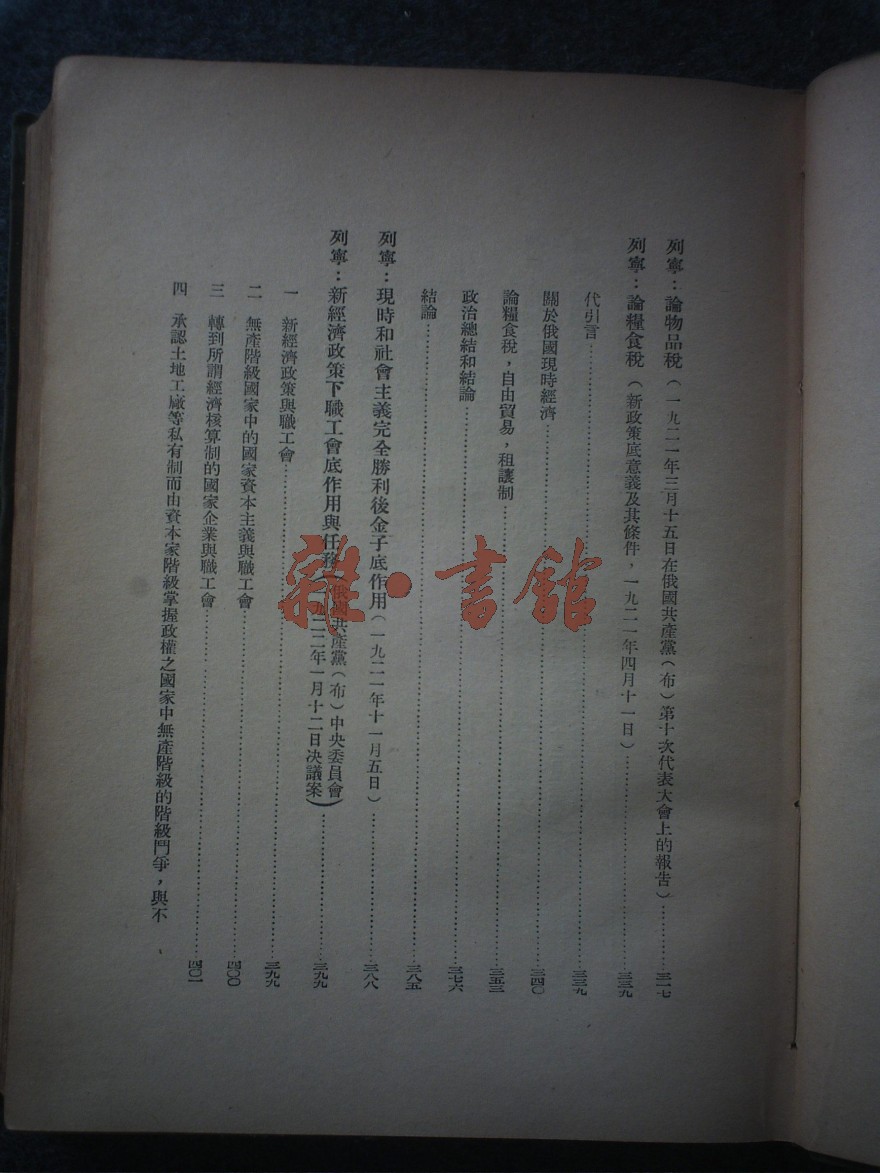 列寧：論物品稅（一九二一年三月十五日在俄國共產黨（布）第十次代表大會上的報告）……三一七
列寧：論糧食稅（新政策底意義及其條件，一九二一年四月十一日）……三三九
代引言……三三九
關於俄國現時經濟……三四〇
論糧食稅，自由貿易，租讓制……三五三
政治總結和結論……三七六
結論……三八五
列寧：現時和社會主義完全勝利後金子底作用（一九二一年十一月五日）……三八八
列寧：新經濟政策下職工會底作用與任務（俄國共產黨（布）中央委員會一九二二年一月十二日決議案）……三九九
一 新經濟政策與職工會……三九九
二 無產階級國家中的國家資本主義與職工會……四〇〇
三 轉到所謂經濟核算制的國家企業與職工會……四〇一
四 承認土地工廠等私有制而由資本家階級掌握政權之國家中無產階級的階級鬥爭，與不
雜·書館